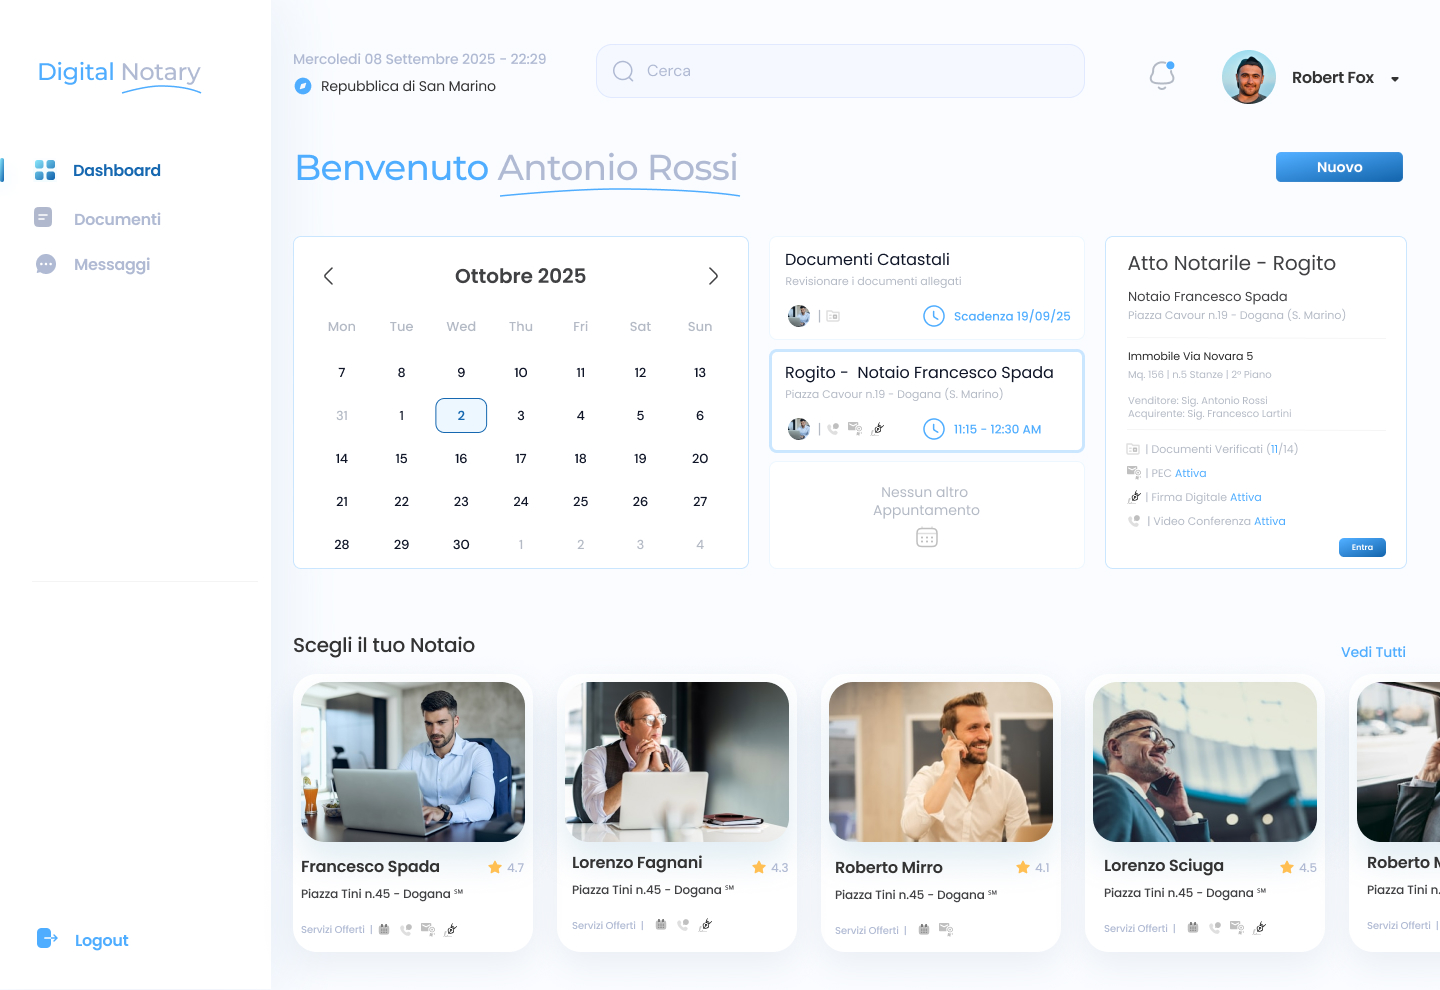 Digital Notary
Dashboard
Documenti
Messaggi
Logout
Mercoledi 08 Settembre 2025 - 22:29
Repubblica di San Marino
Cerca
Robert Fox
Benvenuto Antonio Rossi
Nuovo
Ottobre 2025
Mon Tue Wed Thu Fri Sat Sun
7 8 9 10 11 12 13
31 1 2 3 4 5 6
14 15 16 17 18 19 20
21 22 23 24 25 26 27
28 29 30 1 2 3 4
Documenti Catastali
Revisionare i documenti allegati
| Scadenza 19/09/25
Rogito - Notaio Francesco Spada
Piazza Cavour n.19 - Dogana (S. Marino)
| 11:15 - 12:30 AM
Nessun altro
Appuntamento
Atto Notarile - Rogito
Notaio Francesco Spada
Piazza Cavour n.19 - Dogana (S. Marino)
Immobile Via Novara 5
Mq. 156 | n.5 Stanze | 2° Piano
Venditore: Sig. Antonio Rossi
Acquirente: Sig. Francesco Lartini
| Documenti Verificati (11/14)
| PEC Attiva
| Firma Digitale Attiva
| Video Conferenza Attiva
Entra
Scegli il tuo Notaio
Vedi Tutti
Francesco Spada 4.7
Piazza Tini n.45 - Dogana ℠
Servizi Offerti |
Lorenzo Fagnani 4.3
Piazza Tini n.45 - Dogana ℠
Servizi Offerti |
Roberto Mirro 4.1
Piazza Tini n.45 - Dogana ℠
Servizi Offerti |
Lorenzo Sciuga 4.5
Piazza Tini n.45 - Dogana ℠
Servizi Offerti |
Roberto M
Piazza Tini n.
Servizi Offerti |